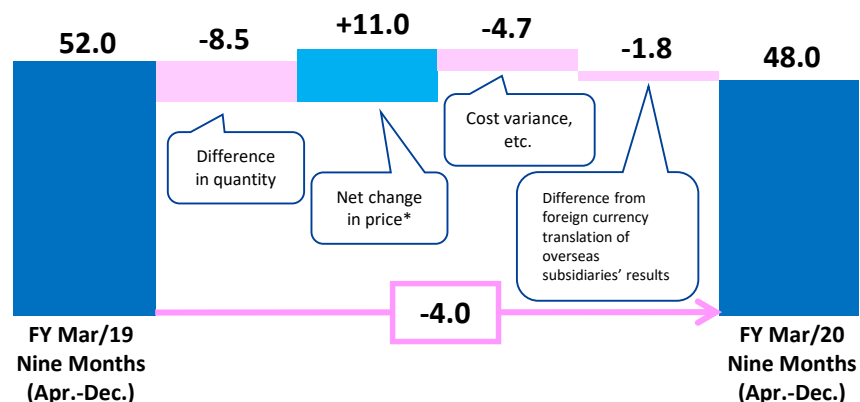 52.0
-8.5
+11.0
-4.7
-1.8
48.0
Difference
in quantity
Net change
in price*
Cost variance,
etc.
Difference from
foreign currency
translation of
overseas
subsidiaries’ results
-4.0
FY Mar/19
Nine Months
(Apr.-Dec.)
FY Mar/20
Nine Months
(Apr.-Dec.)